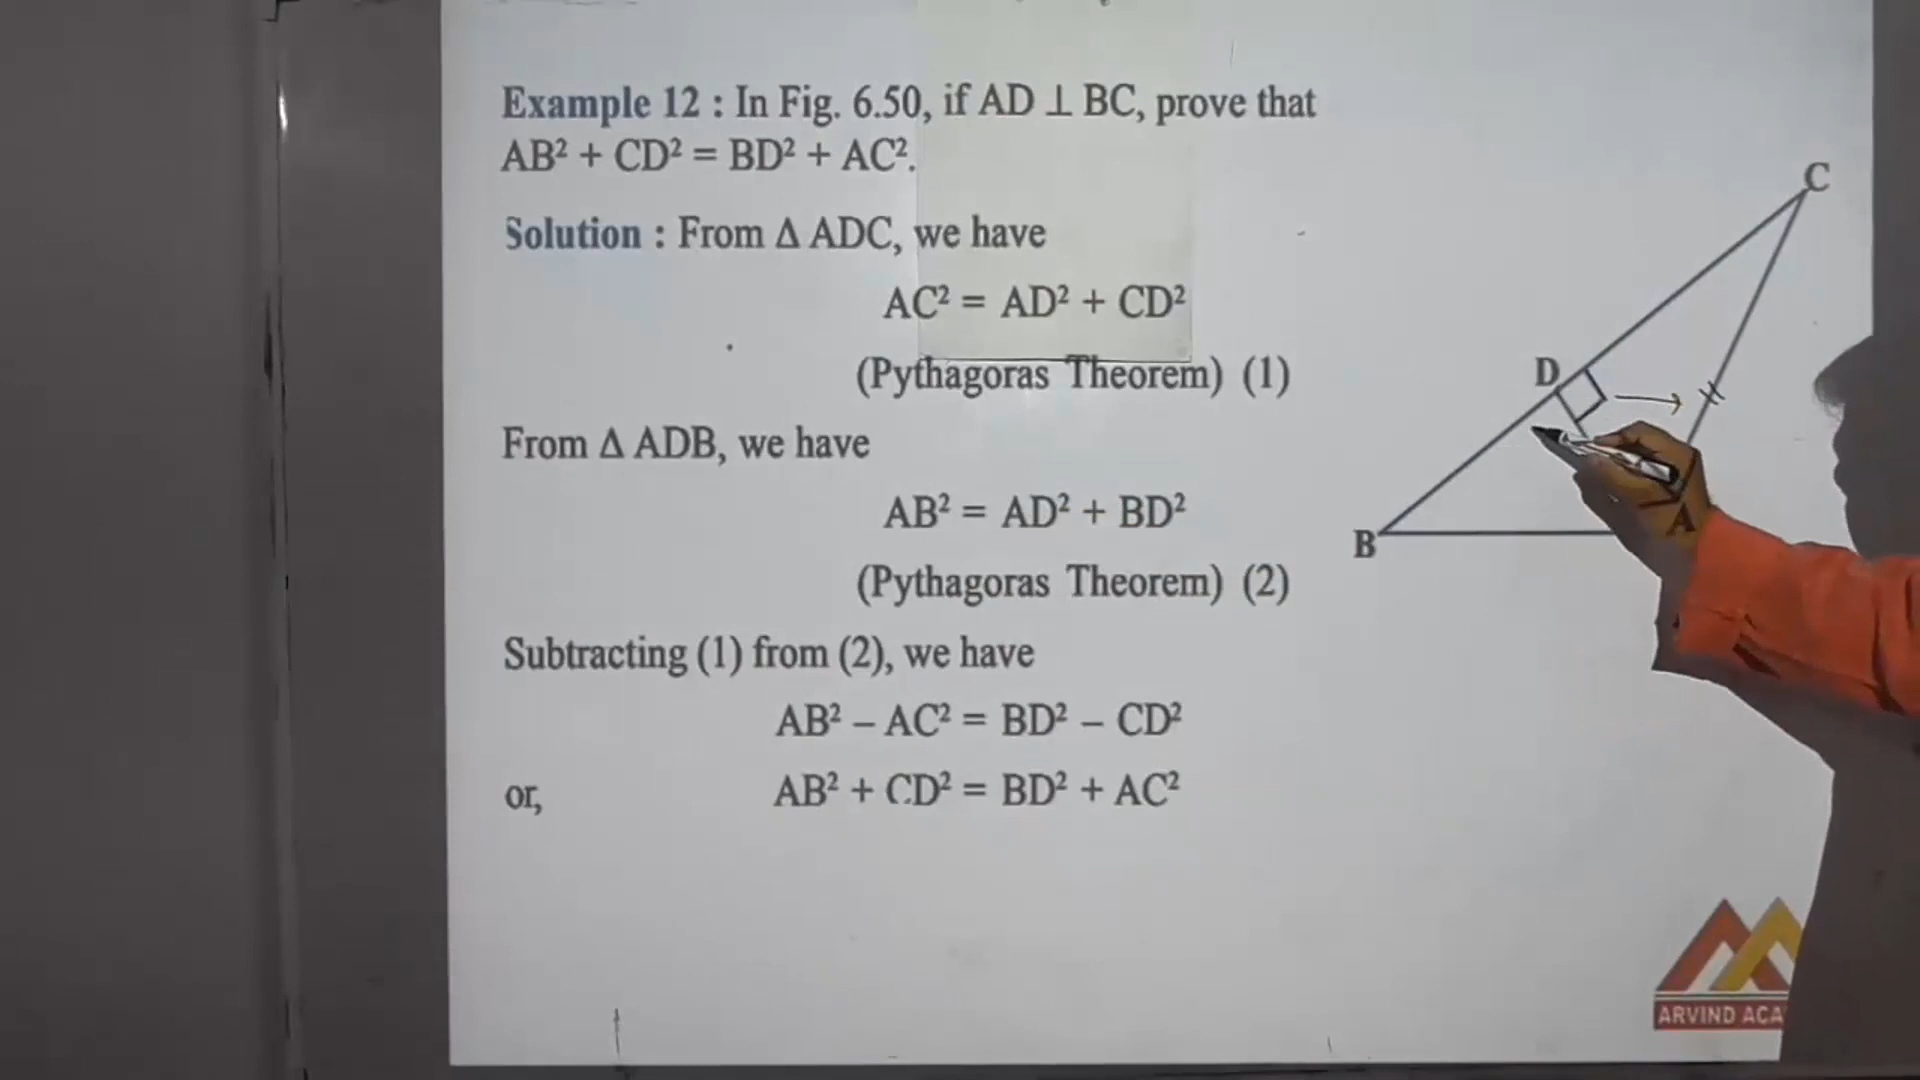 Example 12 : In Fig. 6.50, if AD ⊥ BC, prove that
AB² + CD² = BD² + AC².
Solution : From Δ ADC, we have
AC² = AD² + CD²
(Pythagoras Theorem) (1)
From Δ ADB, we have
AB² = AD² + BD²
(Pythagoras Theorem) (2)
Subtracting (1) from (2), we have
AB² – AC² = BD² – CD²
or, AB² + CD² = BD² + AC²
C
D
A
B
ARVIND